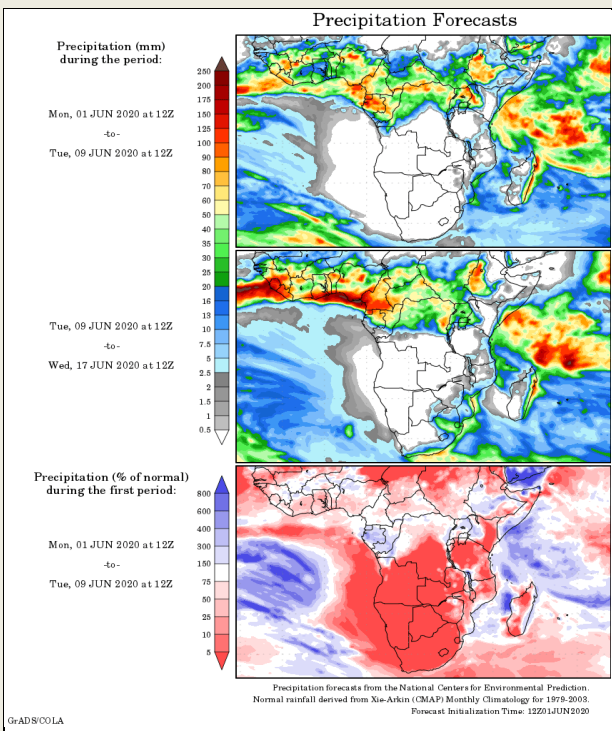 Precipitation Forecasts
Precipitation (mm)
during the period:
Mon, 01 JUN 2020 at 12Z
-to-
Tue, 09 JUN 2020 at 12Z
250
200
175
150
125
100
90
80
70
60
50
40
35
30
25
20
16
13
10
7.5
5
2.5
2
1.5
1
0.5
Tue, 09 JUN 2020 at 12Z
-to-
Wed, 17 JUN 2020 at 12Z
Precipitation (% of normal)
during the first period:
Mon, 01 JUN 2020 at 12Z
-to-
Tue, 09 JUN 2020 at 12Z
800
600
400
300
150
75
50
25
10
5
Precipitation forecasts from the National Centers for Environmental Prediction.
Normal rainfall derived from Xie-Arkin (CMAP) Monthly Climatology for 1979-2003.
Forecast Initialization Time: 12Z01JUN2020
GrADS/COLA